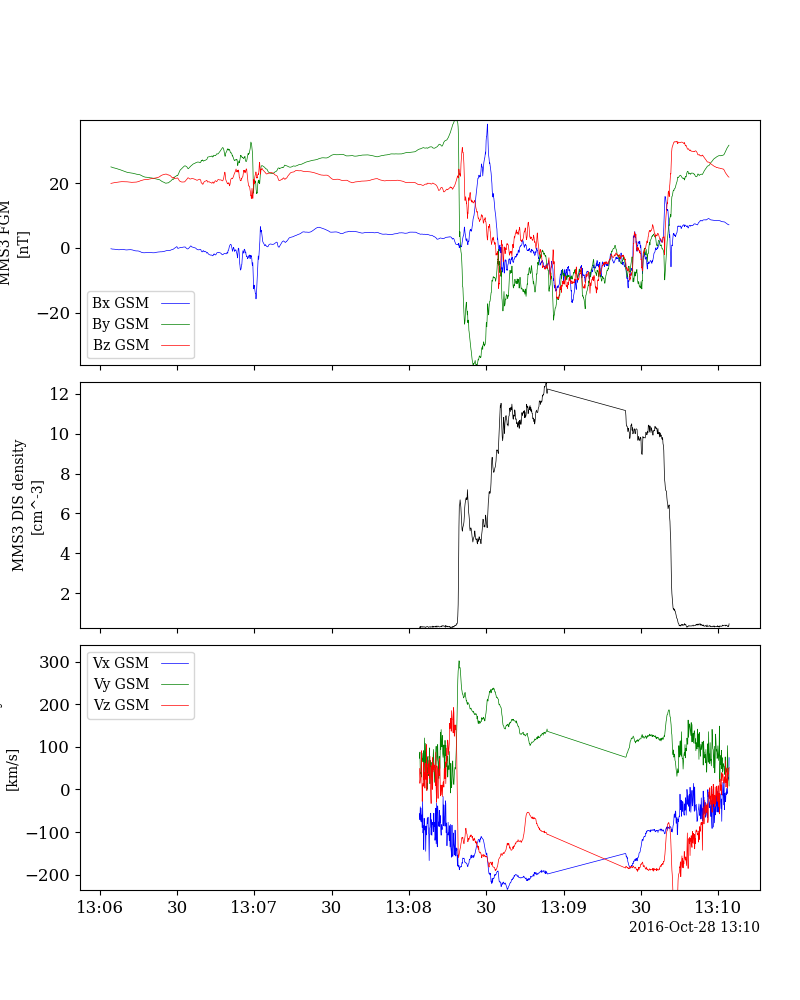 MMS3 FGM
[nT]
20
0
−20
Bx GSM
By GSM
Bz GSM
MMS3 DIS density
[cm^-3]
12
10
8
6
4
2
[km/s]
300
200
100
0
−100
−200
Vx GSM
Vy GSM
Vz GSM
13:06 30 13:07 30 13:08 30 13:09 30 13:10
2016-Oct-28 13:10